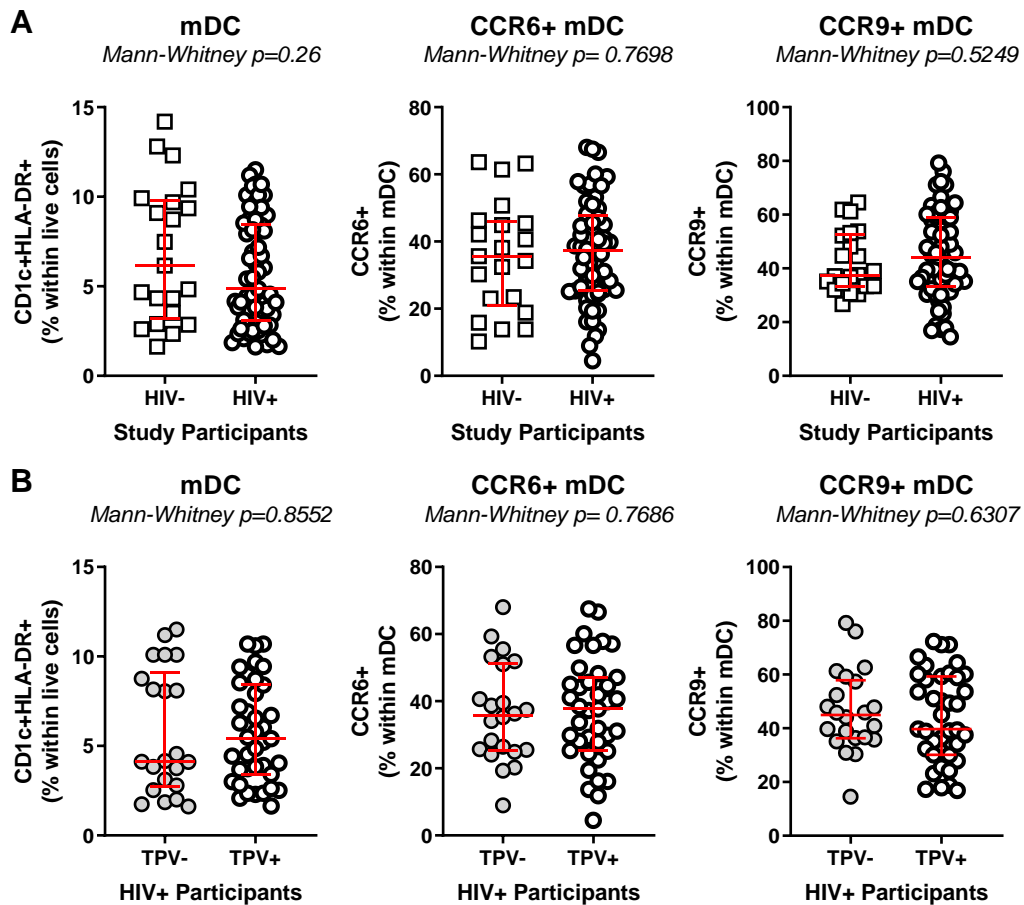 A
mDC
Mann-Whitney p=0.26
CD1c+HLA-DR+
(% within live cells)
15
10
5
0
HIV-
HIV+
Study Participants
CCR6+ mDC
Mann-Whitney p= 0.7698
CCR6+
(% within mDC)
80
60
40
20
0
HIV-
HIV+
Study Participants
CCR9+ mDC
Mann-Whitney p=0.5249
CCR9+
(% within mDC)
100
80
60
40
20
0
HIV-
HIV+
Study Participants
B
mDC
Mann-Whitney p=0.8552
CD1c+HLA-DR+
(% within live cells)
15
10
5
0
TPV-
TPV+
HIV+ Participants
CCR6+ mDC
Mann-Whitney p= 0.7686
CCR6+
(% within mDC
80
60
40
20
0
TPV-
TPV+
HIV+ Participants
CCR9+ mDC
Mann-Whitney p=0.6307
CCR9+
(% within mDC)
100
80
60
40
20
0
TPV-
TPV+
HIV+ Participants